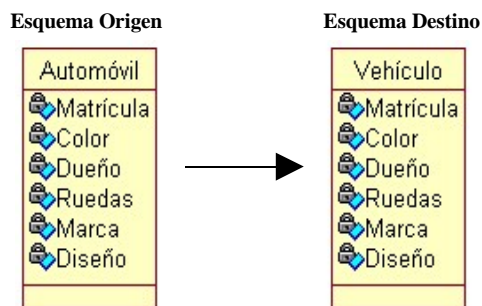 Esquema Origen
Esquema Destino
Automóvil
Matrícula
Color
Dueño
Ruedas
Marca
Diseño
Vehículo
Matrícula
Color
Dueño
Ruedas
Marca
Diseño